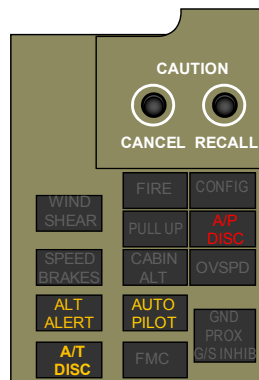 CAUTION
CANCEL RECALL
FIRE CONFIG
WIND
SHEAR
PULL UP
A/P
DISC
SPEED
BRAKES
CABIN
ALT
OVSPD
ALT
ALERT
AUTO
PILOT
GND
PROX
G/S INHIB
A/T
DISC
FMC